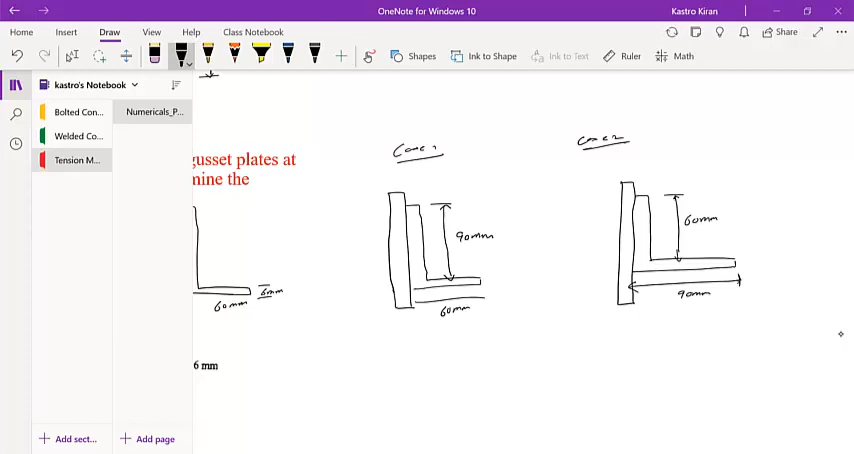 OneNote for Windows 10
Kastro Kiran
Home Insert Draw View Help Class Notebook
Share
Shapes Ink to Shape Ink to Text Ruler Math
kastro's Notebook
Bolted Con...
Welded Co...
Tension M...
Numericals_P...
gusset plates at
mine the
60mm
6mm
6 mm
Case 1
90mm
60mm
Case 2
60mm
90mm
Add sect...
Add page